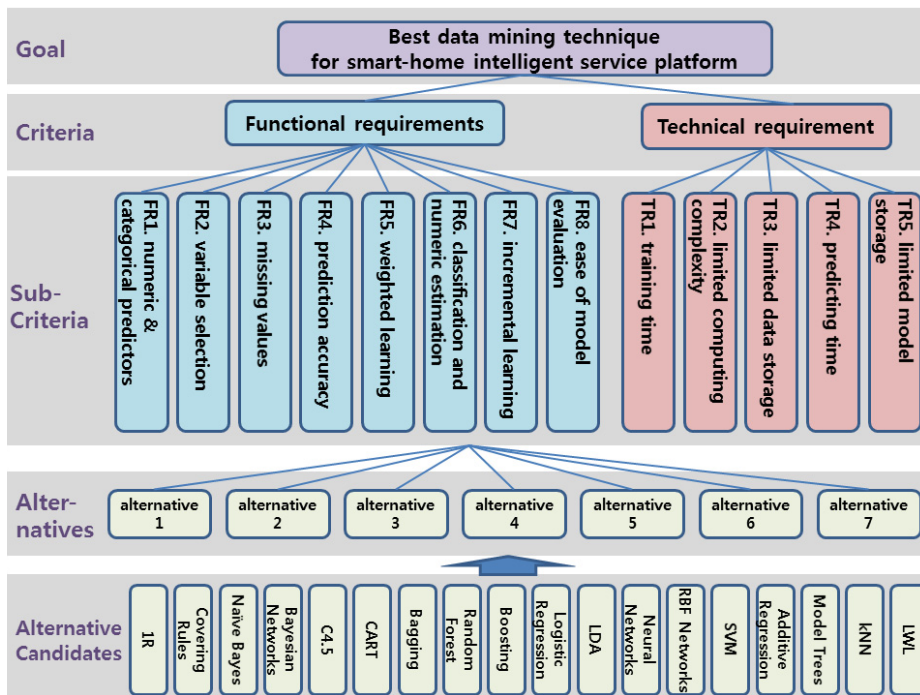 Goal
Best data mining technique
for smart-home intelligent service platform
Criteria
Functional requirements
Technical requirement
Sub-
Criteria
FR1. numeric &
categorical predictors
FR2. variable selection
FR3. missing values
FR4. prediction accuracy
FR5. weighted learning
FR6. classification and
numeric estimation
FR7. incremental learning
FR8. ease of model
evaluation
TR1. training time
TR2. limited computing
complexity
TR3. limited data storage
TR4. predicting time
TR5. limited model
storage
Alter-
natives
alternative
1
alternative
2
alternative
3
alternative
4
alternative
5
alternative
6
alternative
7
Alternative
Candidates
1R
Covering
Rules
Naïve Bayes
Bayesian
Networks
C4.5
CART
Bagging
Random
Forest
Boosting
Logistic
Regression
LDA
Neural
Networks
RBF Networks
SVM
Additive
Regression
Model Trees
kNN
LWL